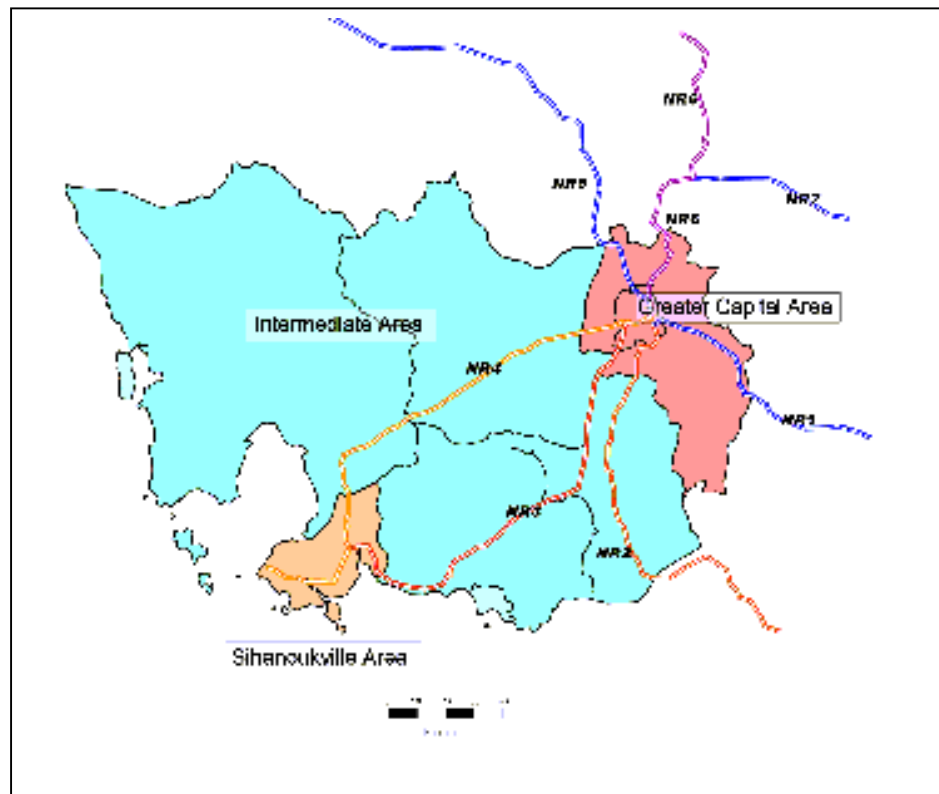 NR6
NR5
NR7
NR6
Greater Capital Area
Intermediate Area
NR4
NR1
NR3
NR2
Sihanoukville Area